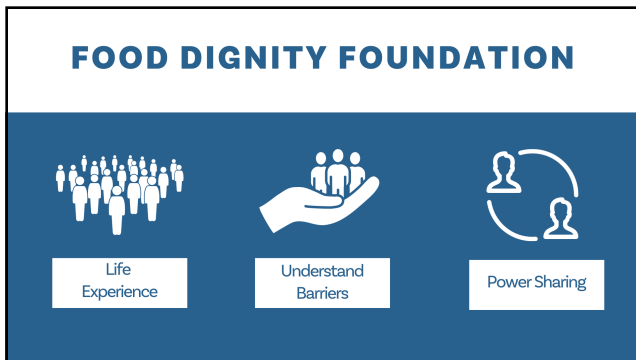 FOOD DIGNITY FOUNDATION
Life
Experience
Understand
Barriers
Power Sharing